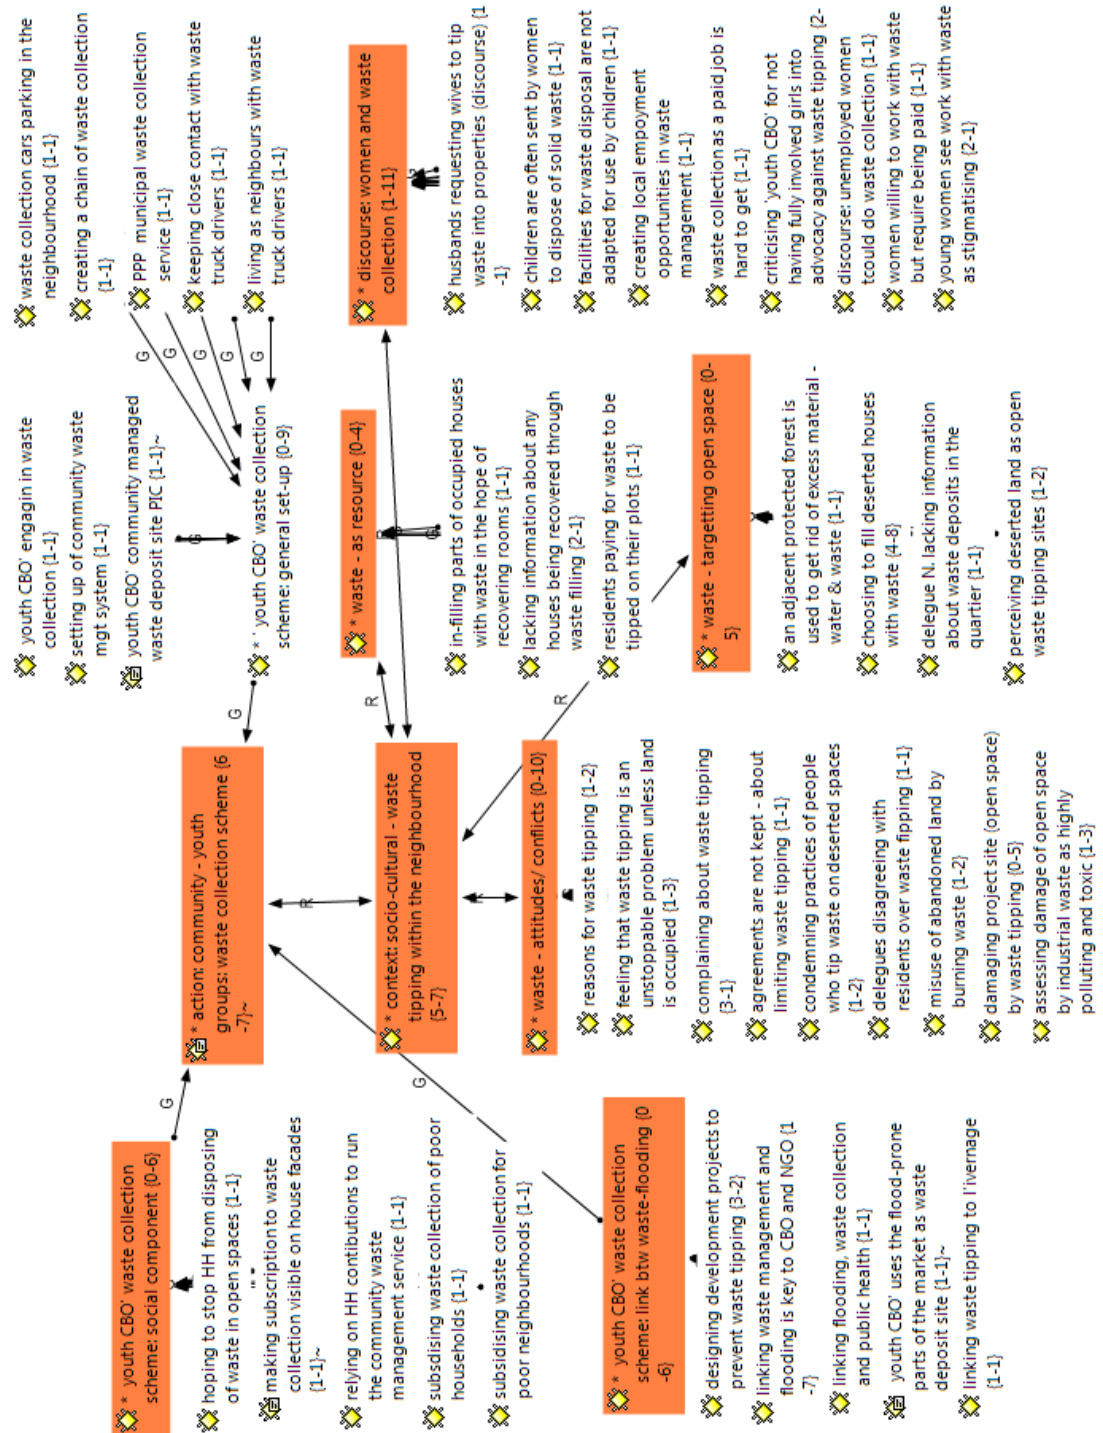 * youth CBO' waste collection
scheme: social component {0-6}
hoping to stop HH from disposing
of waste in open spaces {1-1}
making subscription to waste
collection visible on house facades
{1-1}~
relying on HH contibutions to run
the community waste
management service {1-1}
subsdising waste collection of poor
households {1-1}
subsidising waste collection for
poor neighbourhoods {1-1}
* youth CBO' waste collection
scheme: link btw waste-flooding {0
-6}
designing development projects to
prevent waste tipping {3-2}
linking waste management and
flooding is key to CBO and NGO {1
-7}
linking flooding, waste collection
and public health {1-1}
youth CBO' uses the flood-prone
parts of the market as waste
deposit site {1-1}~
linking waste tipping to l'ivernage
{1-1}
G
G
* action: community - youth
groups: waste collection scheme {6
-7}~
R
* context: socio-cultural - waste
tipping within the neighbourhood
{5-7}
R
* waste - attitudes/ conflicts {0-10}
reasons for waste tipping {1-2}
feeling that waste tipping is an
unstoppable problem unless land
is occupied {1-3}
complaining about waste tipping
{3-1}
agreements are not kept - about
limiting waste tipping {1-1}
condemning practices of people
who tip waste on deserted spaces
{1-2}
delegues disagreeing with
residents over waste fipping {1-1}
misuse of abandoned land by
burning waste {1-2}
damaging project site (open space)
by waste tipping {0-5}
assessing damage of open space
by industrial waste as highly
polluting and toxic {1-3}
G
R
R
youth CBO' engagin in waste
collection {1-1}
setting up of community waste
mgt system {1-1}
youth CBO' community managed
waste deposit site PIC {1-1}~
G
* ' youth CBO' waste collection
scheme: general set-up {0-9}
* waste - as resource {0-4}
in-filling parts of occupied houses
with waste in the hope of
recovering rooms {1-1}
lacking information about any
houses being recovered through
waste filling {2-1}
residents paying for waste to be
tipped on their plots {1-1}
* waste - targetting open space {0-
5}
an adjacent protected forest is
used to get rid of excess material -
water & waste {1-1}
choosing to fill deserted houses
with waste {4-8}
delegue N. lacking information
about waste deposits in the
quartier {1-1}
perceiving deserted land as open
waste tipping sites {1-2}
G
G
G
G
G
waste collection cars parking in the
neighbourhood {1-1}
creating a chain of waste collection
{1-1}
PPP municipal waste collection
service {1-1}
keeping close contact with waste
truck drivers {1-1}
living as neighbours with waste
truck drivers {1-1}
* discourse: women and waste
collection {1-11}
husbands requesting wives to tip
waste into properties (discourse) {1
-1}
children are often sent by women
to dispose of solid waste {1-1}
facilities for waste disposal are not
adapted for use by children {1-1}
creating local empoyment
opportunities in waste
management {1-1}
waste collection as a paid job is
hard to get {1-1}
criticising 'youth CBO' for not
having fully involved girls into
advocacy against waste tipping {2-
discourse: unemployed women
tcould do waste collection {1-1}
women willing to work with waste
but require being paid {1-1}
young women see work with waste
as stigmatising {2-1}